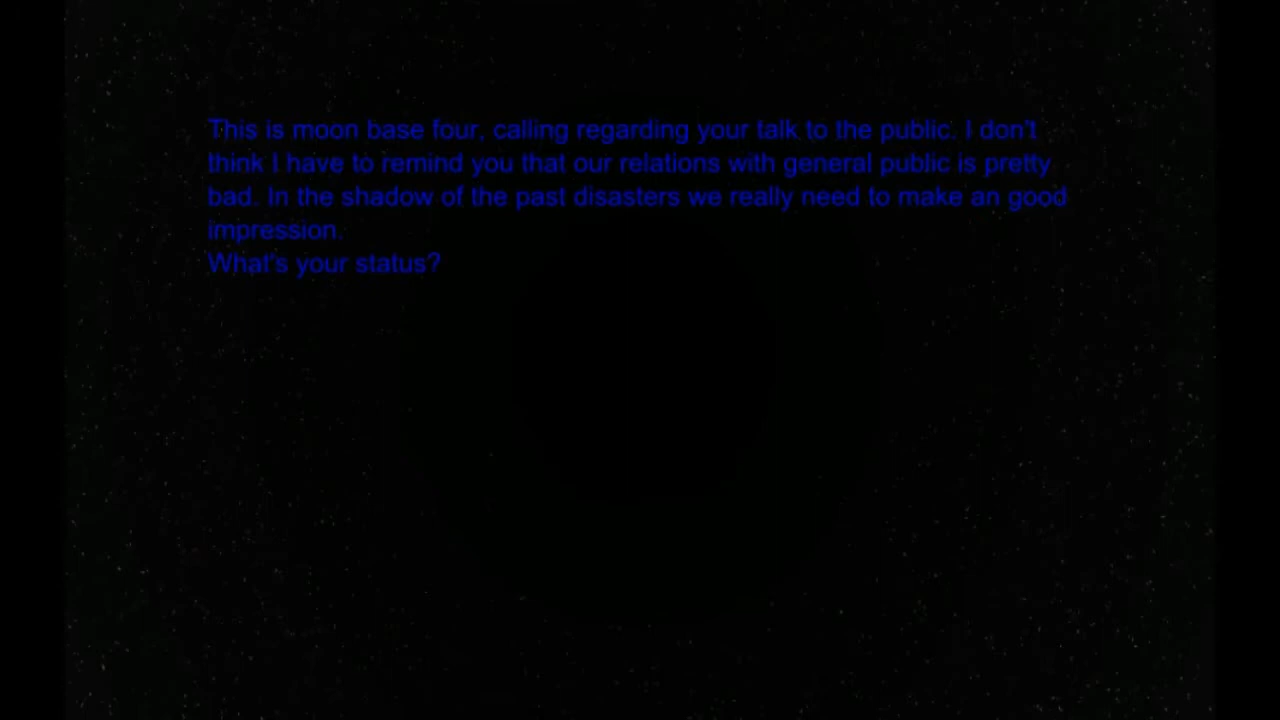 This is moon base four, calling regarding your talk to the public. I don't
think I have to remind you that our relations with general public is pretty
bad. In the shadow of the past disasters we really need to make an good
impression.
What's your status?